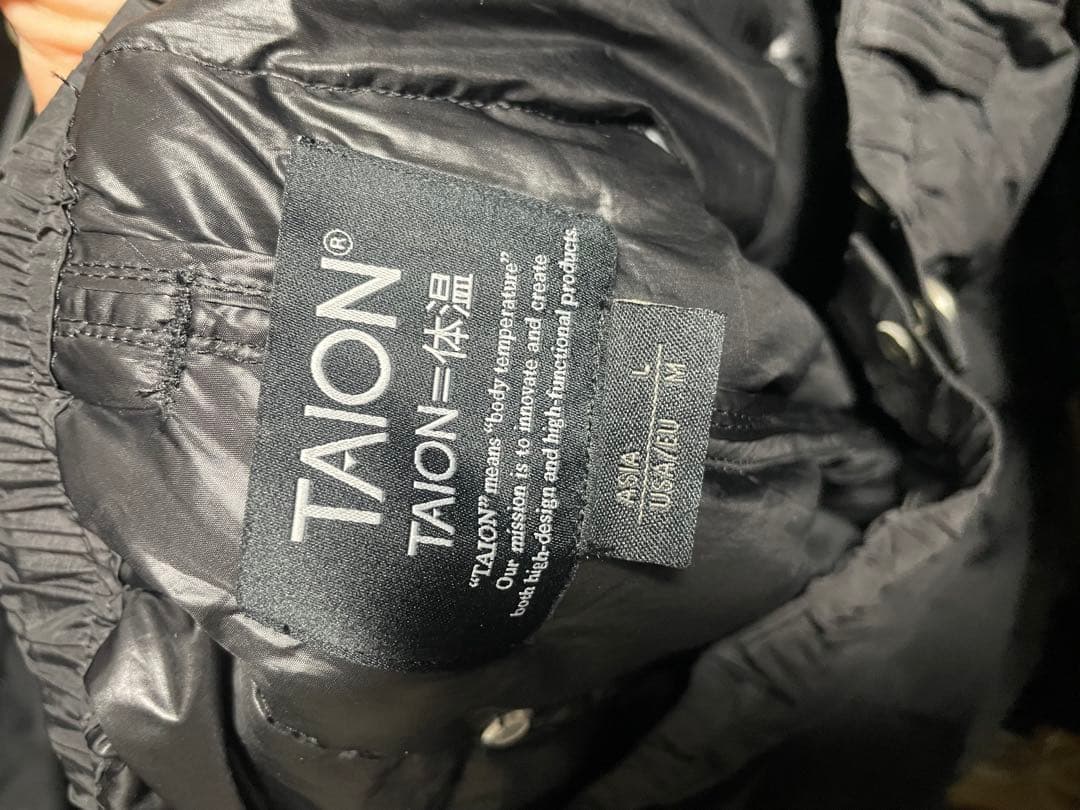 TAION®
TAION=体温
“TAION” means “body temperature”
Our mission is to innovate and create
both high-design and high-functional products.
ASIA L
USA/EU M